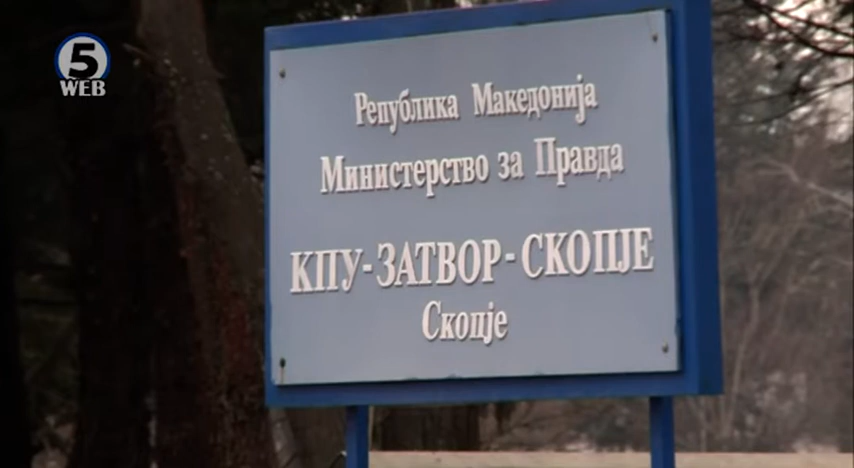 5
WEB
Република Македонија
Министерство за Правда
КПУ-ЗАТВОР-СКОПЈЕ
Скопје